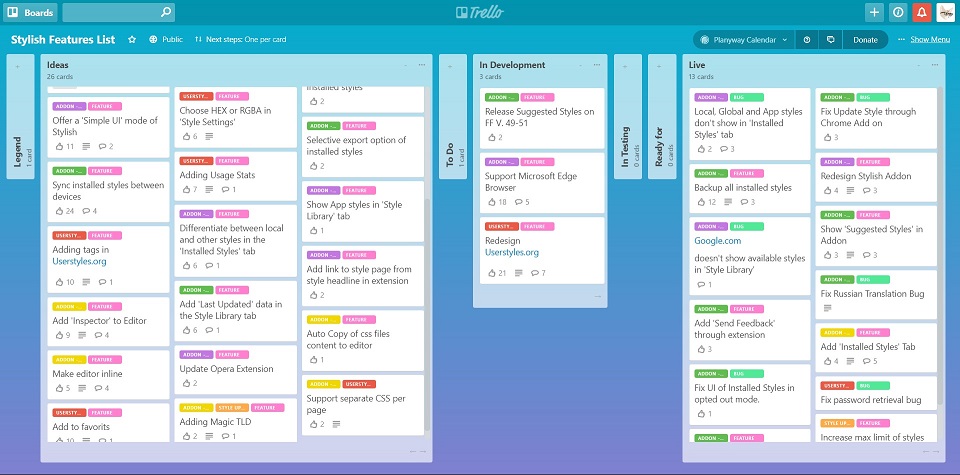 Boards
Trello
Stylish Features List
Public
Next steps: One per card
Planyway Calendar
Donate
Show Menu
Legend
1 card
Ideas
26 cards
ADDON -... FEATURE
Offer a 'Simple UI' mode of
Stylish
11 2
ADDON -... FEATURE
Sync installed styles between
devices
24 4
USERSTY... FEATURE
Adding tags in
Userstyles.org
10 1
ADDON -... FEATURE
Add 'Inspector' to Editor
9 4
ADDON -... FEATURE
Make editor inline
5 4
USERSTY... FEATURE
Add to favorits
10 1
USERSTY... FEATURE
Choose HEX or RGBA in
'Style Settings'
6
USERSTY... FEATURE
Adding Usage Stats
7 1
ADDON -... FEATURE
Differentiate between local
and other styles in the
'Installed Styles' tab
6 1
ADDON -... FEATURE
Add 'Last Updated' data in
the Style Library tab
6 1
ADDON -... FEATURE
Update Opera Extension
2
ADDON -... STYLE UP... FEATURE
Adding Magic TLD
2 1
installed styles
2
ADDON -... FEATURE
Selective export option of
installed styles
2
ADDON -... FEATURE
Show App styles in 'Style
Library' tab
1
ADDON -... FEATURE
Add link to style page from
style headline in extension
2
ADDON -... FEATURE
Auto Copy of css files
content to editor
1
ADDON -... USERSTY...
Support separate CSS per
page
2
To Do
1 card
In Development
3 cards
ADDON -... FEATURE
Release Suggested Styles on
FF V. 49-51
2
ADDON -... FEATURE
Support Microsoft Edge
Browser
18 5
USERSTY... FEATURE
Redesign
Userstyles.org
21 7
In Testing
0 cards
Ready for
0 cards
Live
13 cards
ADDON -... BUG
Local, Global and App styles
don't show in 'Installed
Styles' tab
2 3
ADDON -... FEATURE
Backup all installed styles
12 3
ADDON -... BUG
Google.com
doesn't show available styles
in 'Style Library'
1
ADDON -... FEATURE
Add 'Send Feedback'
through extension
3
ADDON -... BUG
Fix UI of Installed Styles in
opted out mode.
1
ADDON -... FEATURE
ADDON -... BUG
Fix Update Style through
Chrome Add on
3
ADDON -... FEATURE
Redesign Stylish Addon
4 3
ADDON -... FEATURE
Show 'Suggested Styles' in
Addon
3 3
ADDON -... BUG
Fix Russian Translation Bug
ADDON -... FEATURE
Add 'Installed Styles' Tab
4 5
USERSTY... BUG
Fix password retrieval bug
STYLE UP... FEATURE
Increase max limit of styles